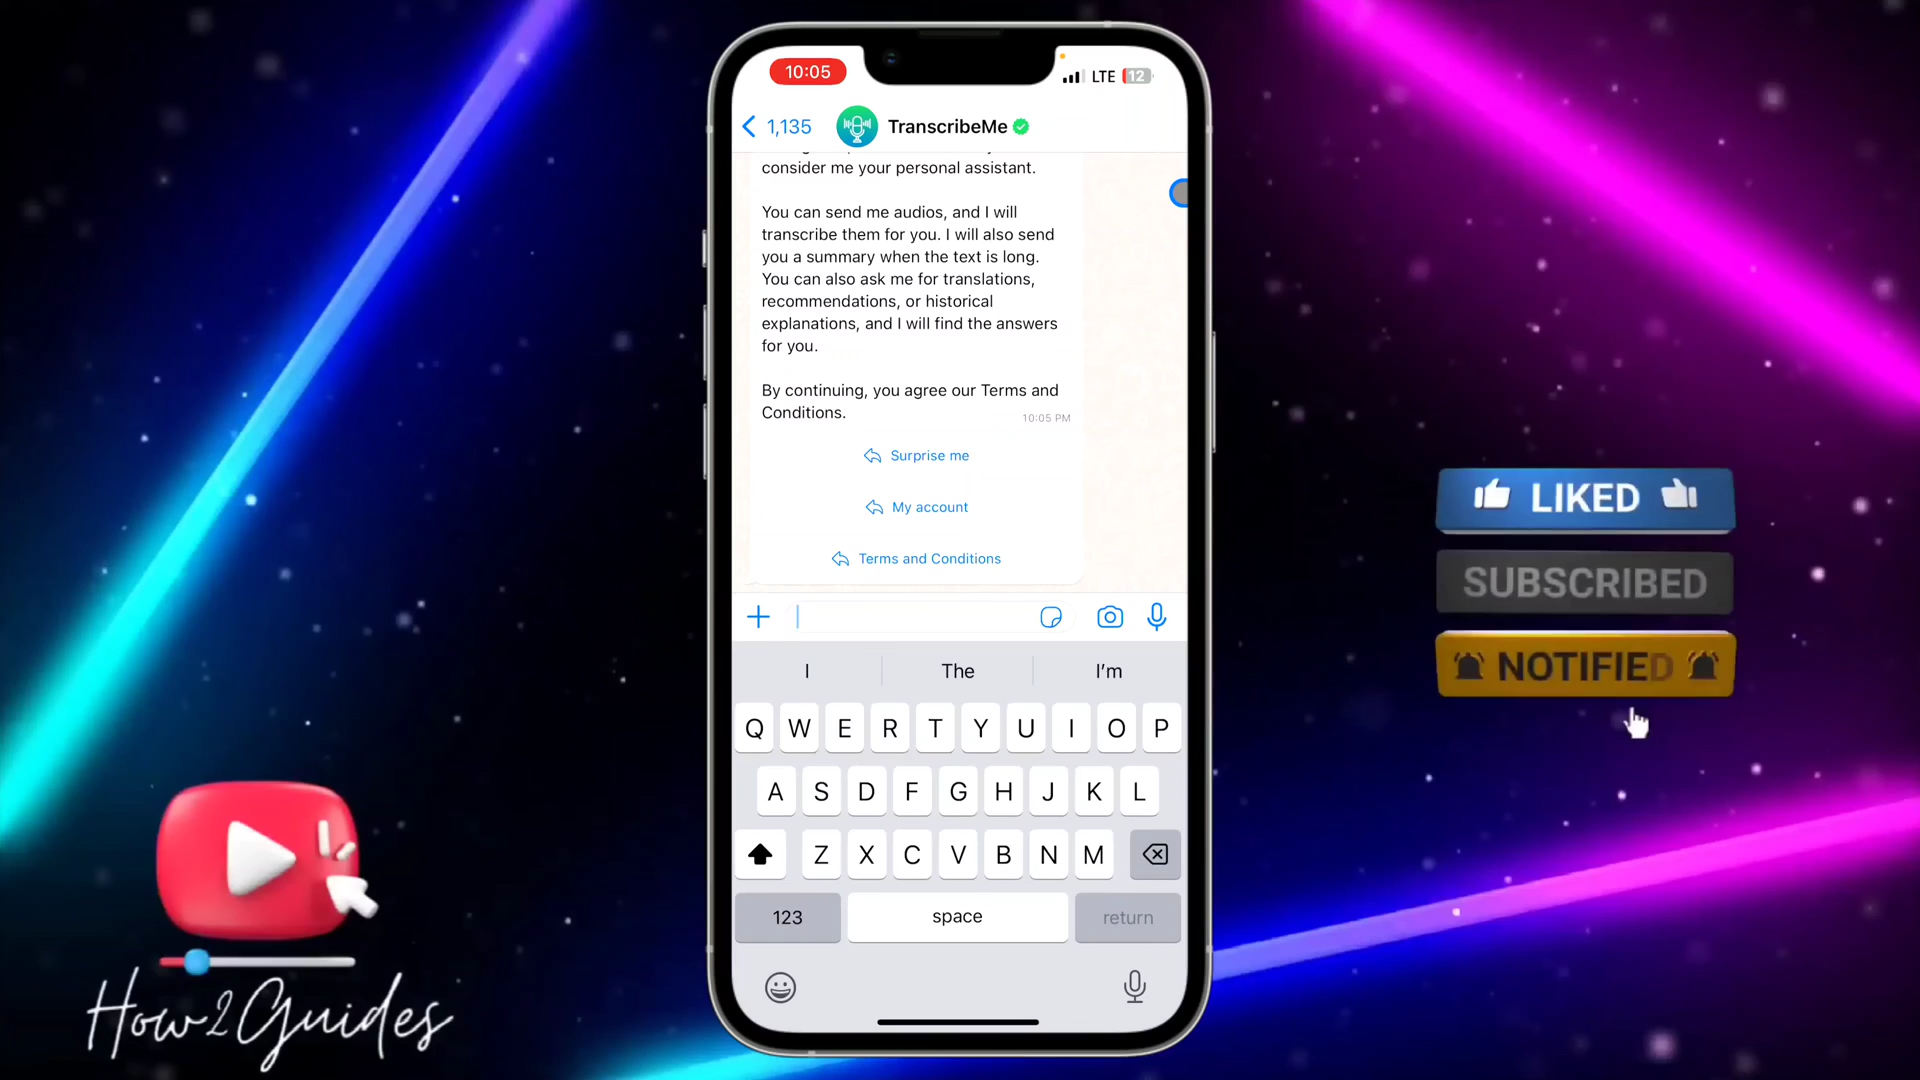 10:05
LTE 12
1,135
TranscribeMe
consider me your personal assistant.
You can send me audios, and I will
transcribe them for you. I will also send
you a summary when the text is long.
You can also ask me for translations,
recommendations, or historical
explanations, and I will find the answers
for you.
By continuing, you agree our Terms and
Conditions.
10:05 PM
Surprise me
My account
Terms and Conditions
I The I'm
Q W E R T Y U I O P
A S D F G H J K L
Z X C V B N M
123 space return
LIKED
SUBSCRIBED
NOTIFIED
How2Guides